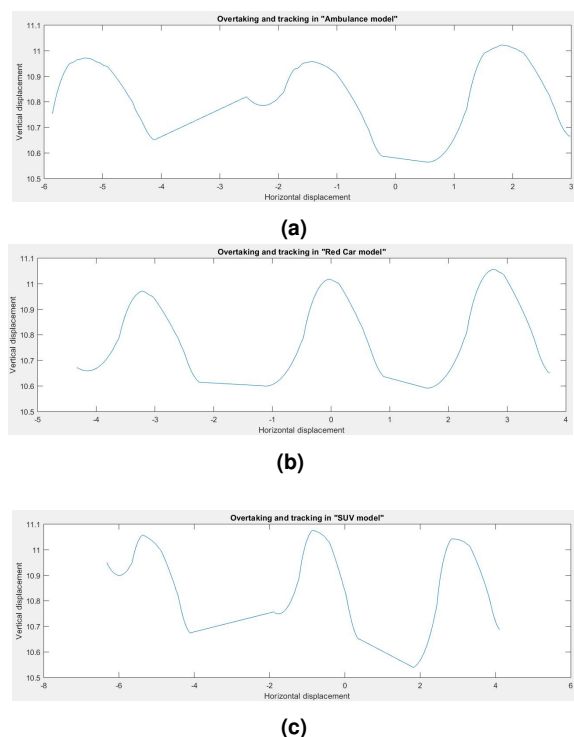 Overtaking and tracking in "Ambulance model"
11.1
11
10.9
10.8
10.7
10.6
10.5
Vertical displacement
-6 -5 -4 -3 -2 -1 0 1 2 3
Horizontal displacement
(a)
Overtaking and tracking in "Red Car model"
11.1
11
10.9
10.8
10.7
10.6
10.5
Vertical displacement
-5 -4 -3 -2 -1 0 1 2 3 4
Horizontal displacement
(b)
Overtaking and tracking in "SUV model"
11.1
11
10.9
10.8
10.7
10.6
10.5
Vertical displacement
-8 -6 -4 -2 0 2 4 6
Horizontal displacement
(c)